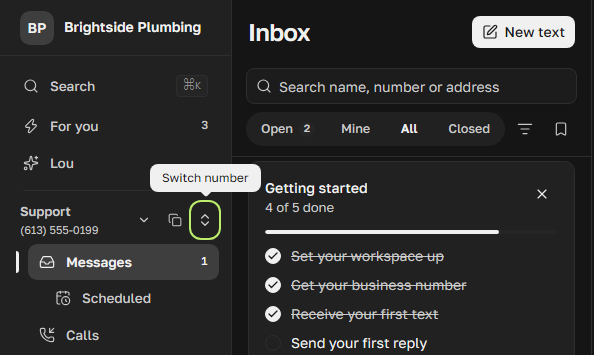 BP
Brightside Plumbing
Search
⌘K
For you
3
Lou
Switch number
Support
(613) 555-0199
Messages
1
Scheduled
Calls
Inbox
New text
Search name, number or address
Open 2 Mine All Closed
Getting started
4 of 5 done
Set your workspace up
Get your business number
Receive your first text
Send your first reply